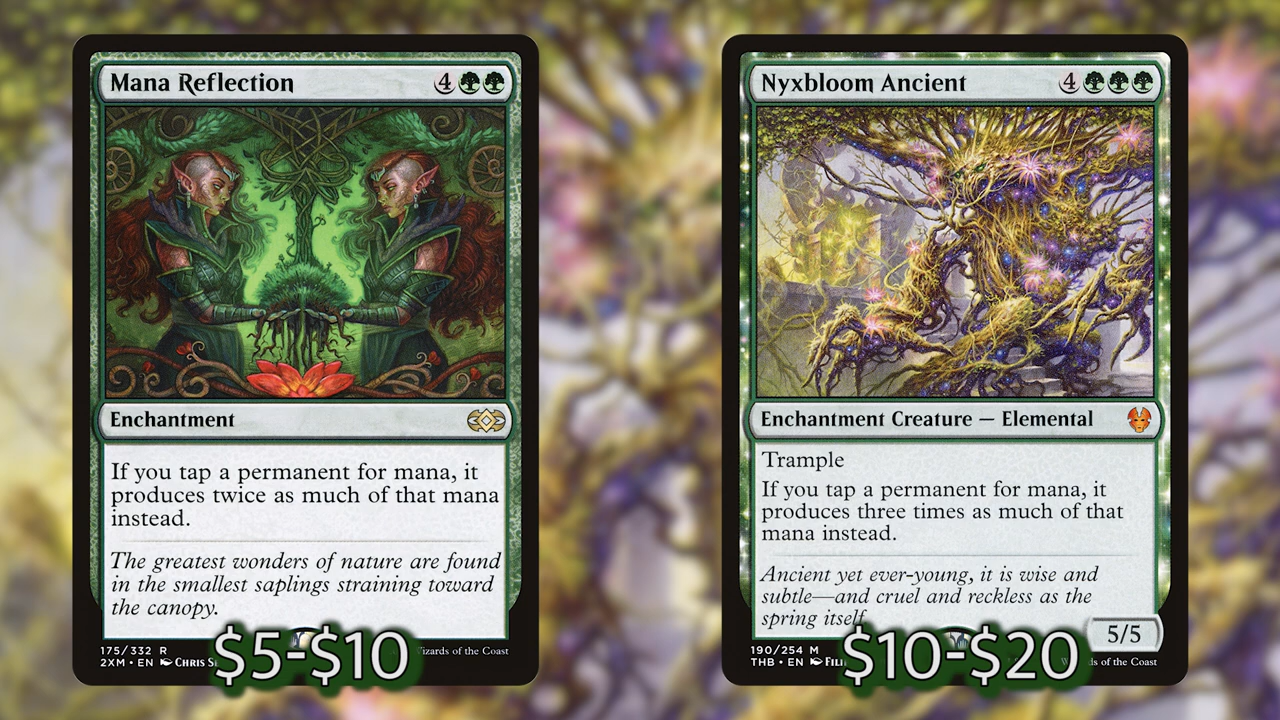 Mana Reflection 4
Enchantment
If you tap a permanent for mana, it
produces twice as much of that mana
instead.
The greatest wonders of nature are found
in the smallest saplings straining toward
the canopy.
175/332 R
2XM • EN CHRIS
Wizards of the Coast
$5-$10
Nyxbloom Ancient 4
Enchantment Creature — Elemental
Trample
If you tap a permanent for mana, it
produces three times as much of that
mana instead.
Ancient yet ever-young, it is wise and
subtle—and cruel and reckless as the
spring itself
5/5
190/254 M
THB • EN
of the Coast
$10-$20